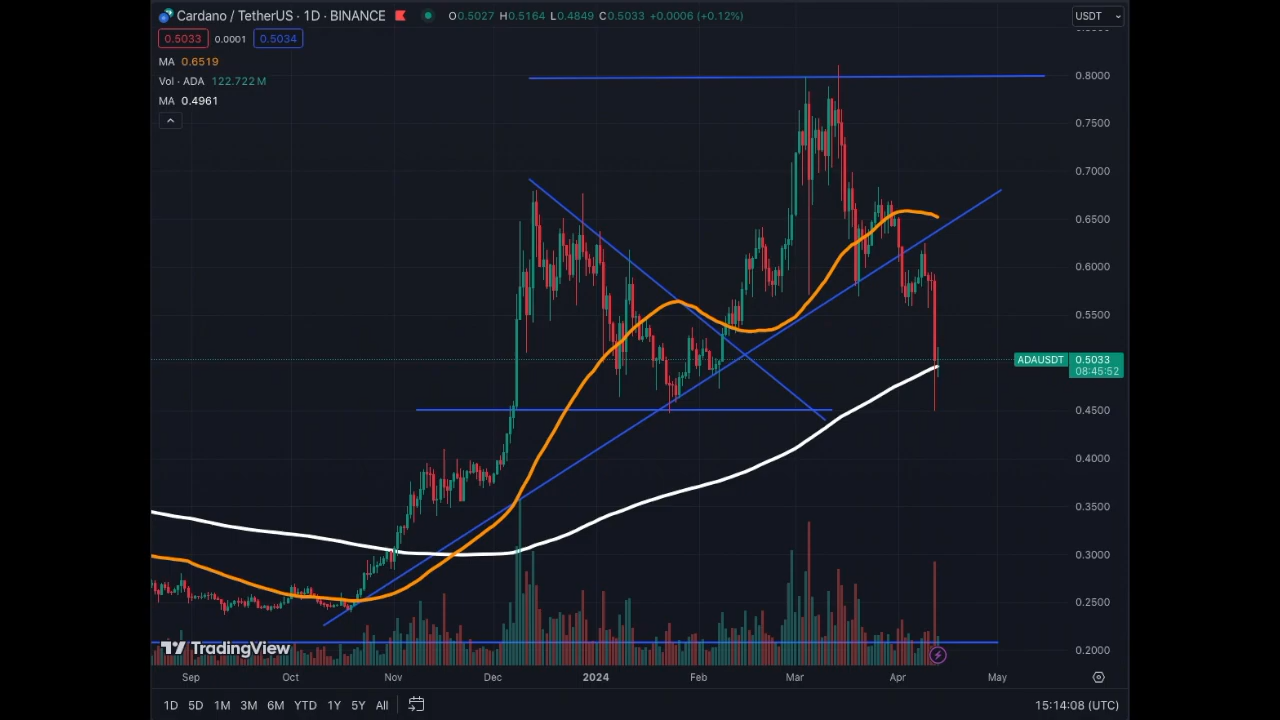 Cardano / TetherUS · 1D · BINANCE O0.5027 H0.5164 L0.4849 C0.5033 +0.0006 (+0.12%)
USDT
0.5033 0.0001 0.5034
MA 0.6519
Vol · ADA 122.722 M
MA 0.4961
0.8000
0.7500
0.7000
0.6500
0.6000
0.5500
ADAUSDT 0.5033
08:45:52
0.4500
0.4000
0.3500
0.3000
0.2500
0.2000
TradingView
Sep Oct Nov Dec 2024 Feb Mar Apr May
1D 5D 1M 3M 6M YTD 1Y 5Y All 15:14:08 (UTC)